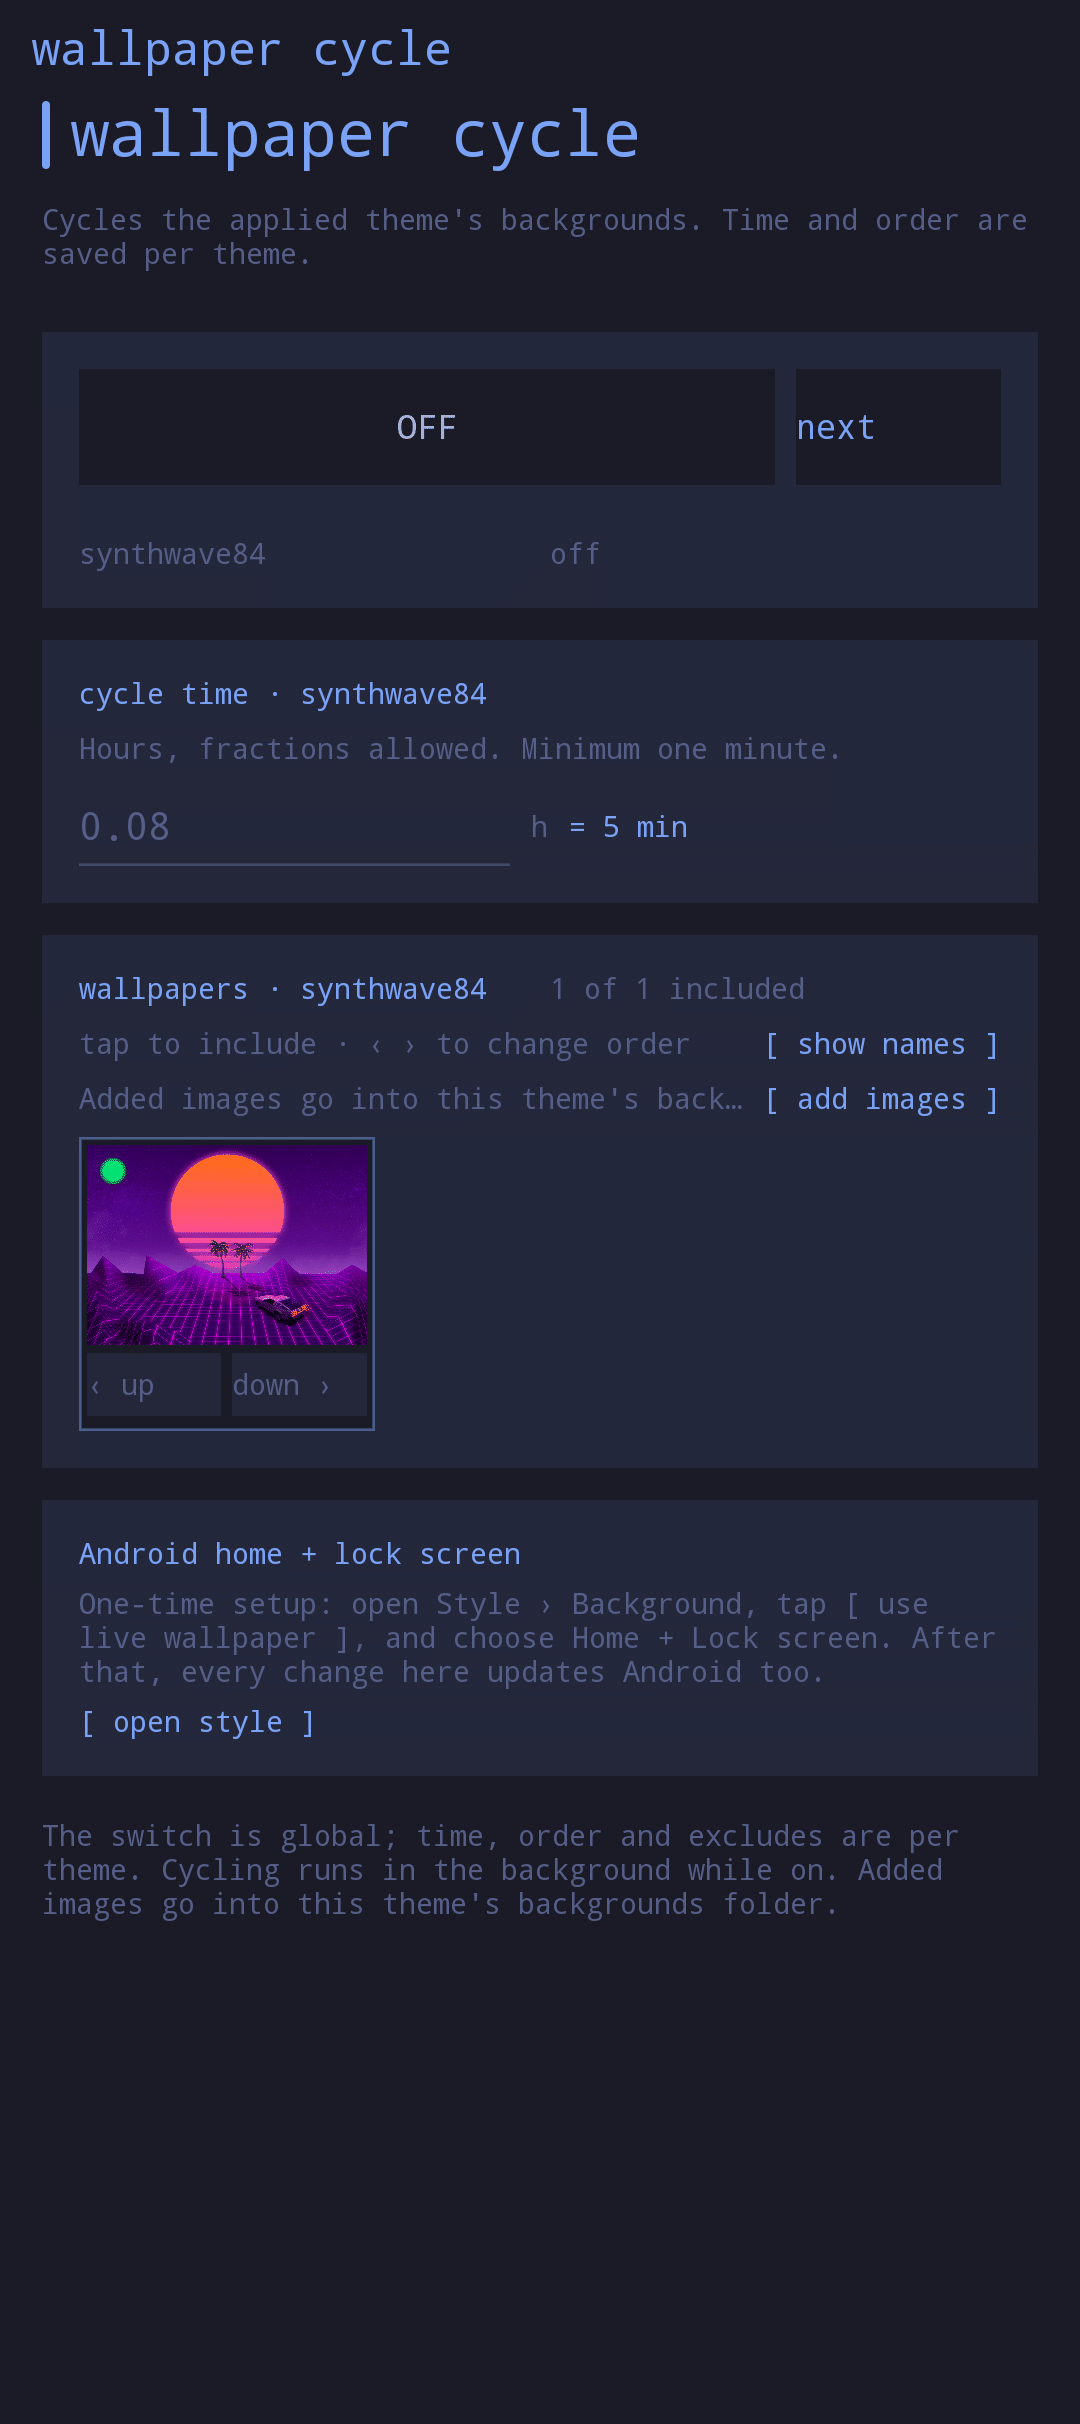 wallpaper cycle
wallpaper cycle
Cycles the applied theme's backgrounds. Time and order are
saved per theme.
OFF
next
synthwave84
off
cycle time · synthwave84
Hours, fractions allowed. Minimum one minute.
0.08
h = 5 min
wallpapers · synthwave84
1 of 1 included
tap to include · ‹ › to change order
[ show names ]
Added images go into this theme's back…
[ add images ]
‹ up
down ›
Android home + lock screen
One-time setup: open Style › Background, tap [ use
live wallpaper ], and choose Home + Lock screen. After
that, every change here updates Android too.
[ open style ]
The switch is global; time, order and excludes are per
theme. Cycling runs in the background while on. Added
images go into this theme's backgrounds folder.